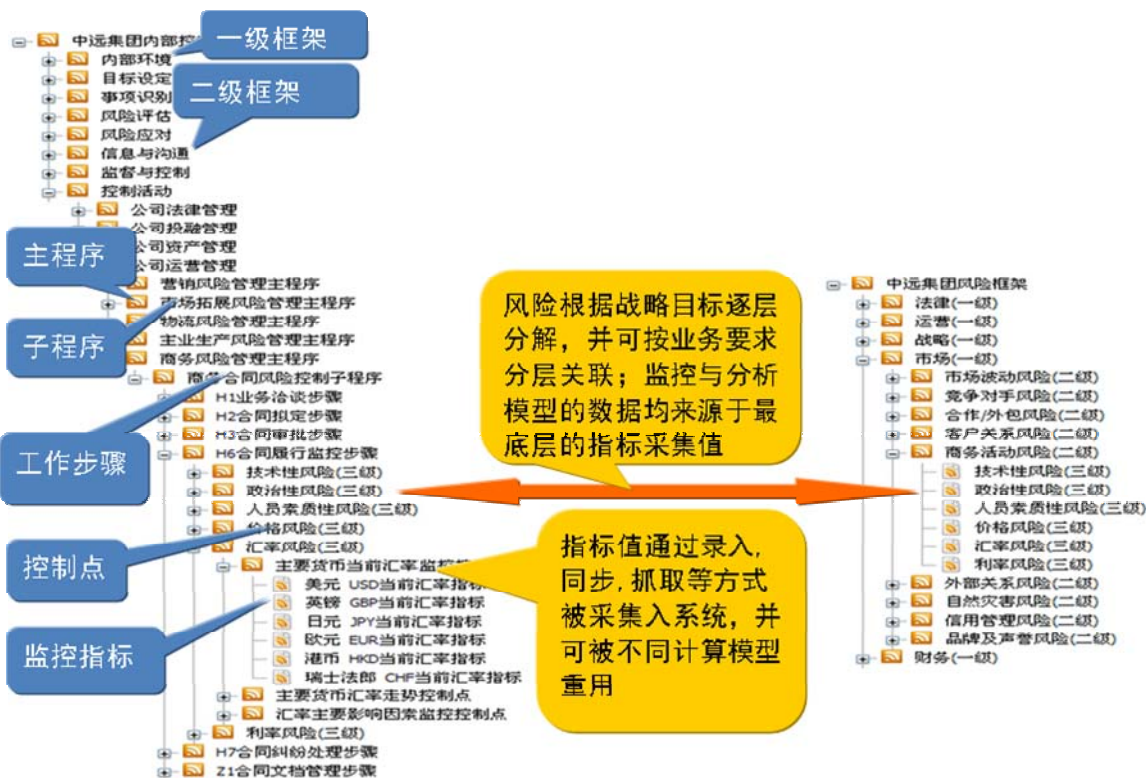 中远集团内部控
一级框架
内部环境
目标设定
事项识别
二级框架
风险评估
风险应对
信息与沟通
监督与控制
控制活动
公司法律管理
公司投融管理
公司资产管理
公司运营管理
主程序
营销风险管理主程序
市场拓展风险管理主程序
物流风险管理主程序
子程序
主业生产风险管理主程序
商务风险管理主程序
商务合同风险控制子程序
H1业务洽谈步骤
H2合同拟定步骤
H3合同审批步骤
工作步骤
H6合同履行监控步骤
技术性风险(三级)
政治性风险(三级)
人员素质性风险(三级)
价格风险(三级)
汇率风险(三级)
控制点
主要货币当前汇率监控
美元 USD当前汇率指标
英镑 GBP当前汇率指标
日元 JPY当前汇率指标
欧元 EUR当前汇率指标
港币 HKD当前汇率指标
瑞士法郎 CHF当前汇率指标
监控指标
主要货币汇率走势控制点
汇率主要影响因素监控控制点
利率风险(三级)
H7合同纠纷处理步骤
Z1合同文档管理步骤
风险根据战略目标逐层
分解，并可按业务要求
分层关联；监控与分析
模型的数据均来源于最
底层的指标采集值
指标值通过录入,
同步,抓取等方式
被采集入系统，并
可被不同计算模型
重用
中远集团风险框架
法律(一级)
运营(一级)
战略(一级)
市场(一级)
市场波动风险(二级)
竞争对手风险(二级)
合作/外包风险(二级)
客户关系风险(二级)
商务活动风险(二级)
技术性风险(三级)
政治性风险(三级)
人员素质性风险(三级)
价格风险(三级)
汇率风险(三级)
利率风险(三级)
外部关系风险(二级)
自然灾害风险(二级)
信用管理风险(二级)
品牌及声誉风险(二级)
财务(一级)